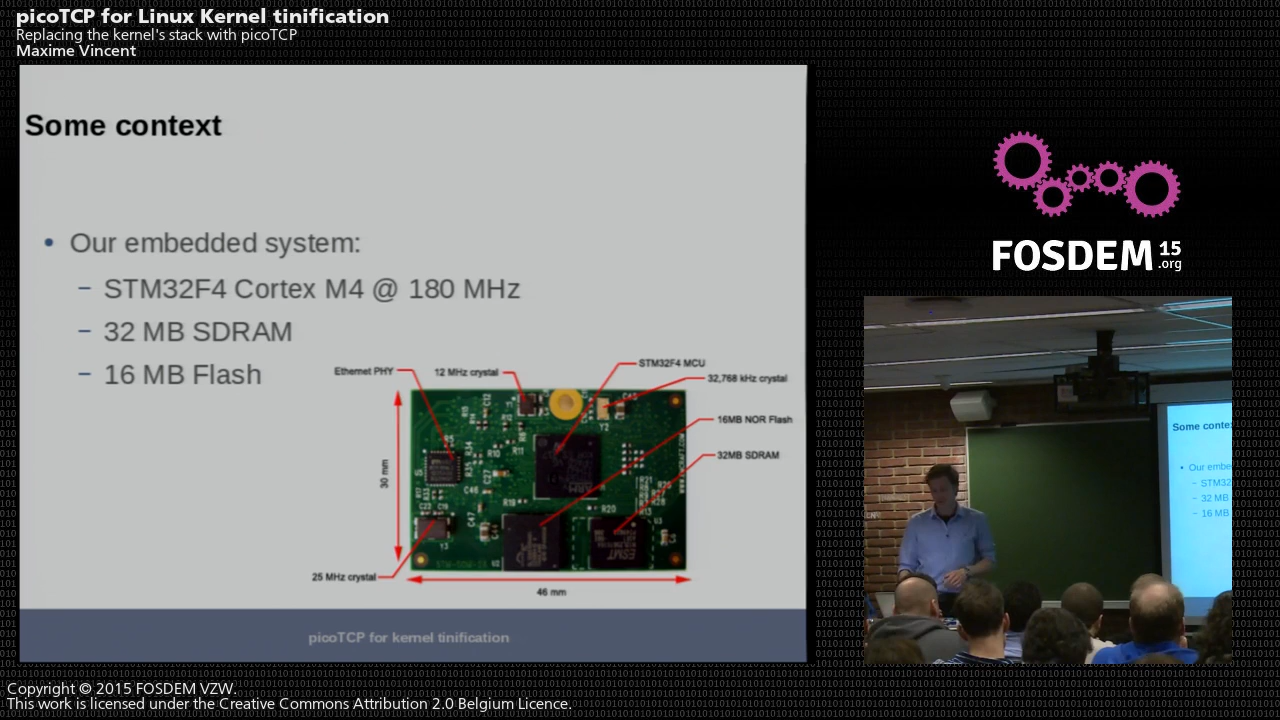 picoTCP for Linux Kernel tinification
Replacing the kernel's stack with picoTCP
Maxime Vincent
Some context
• Our embedded system:
– STM32F4 Cortex M4 @ 180 MHz
– 32 MB SDRAM
– 16 MB Flash
Ethernet PHY
12 MHz crystal
STM32F4 MCU
32,768 kHz crystal
16MB NOR Flash
32MB SDRAM
30 mm
25 MHz crystal
46 mm
picoTCP for kernel tinification
FOSDEM 15
.org
Some conte
• Our embe
– STM32
– 32 MB
– 16 MB
Copyright © 2015 FOSDEM VZW.
This work is licensed under the Creative Commons Attribution 2.0 Belgium Licence.